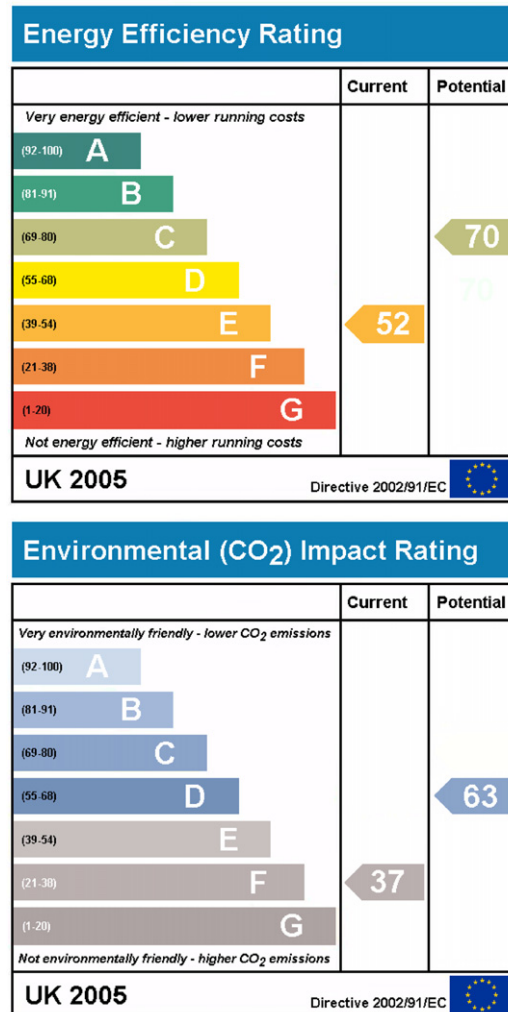 Energy Efficiency Rating
Current Potential
Very energy efficient - lower running costs
(92-100) A
(81-91) B
(69-80) C 70
(55-68) D
70
(39-54) E 52
(21-38) F
(1-20) G
Not energy efficient - higher running costs
UK 2005 Directive 2002/91/EC
Environmental (CO2) Impact Rating
Current Potential
Very environmentally friendly - lower CO2 emissions
(92-100) A
(81-91) B
(69-80) C
(55-68) D 63
(39-54) E
(21-38) F 37
(1-20) G
Not environmentally friendly - higher CO2 emissions
UK 2005 Directive 2002/91/EC